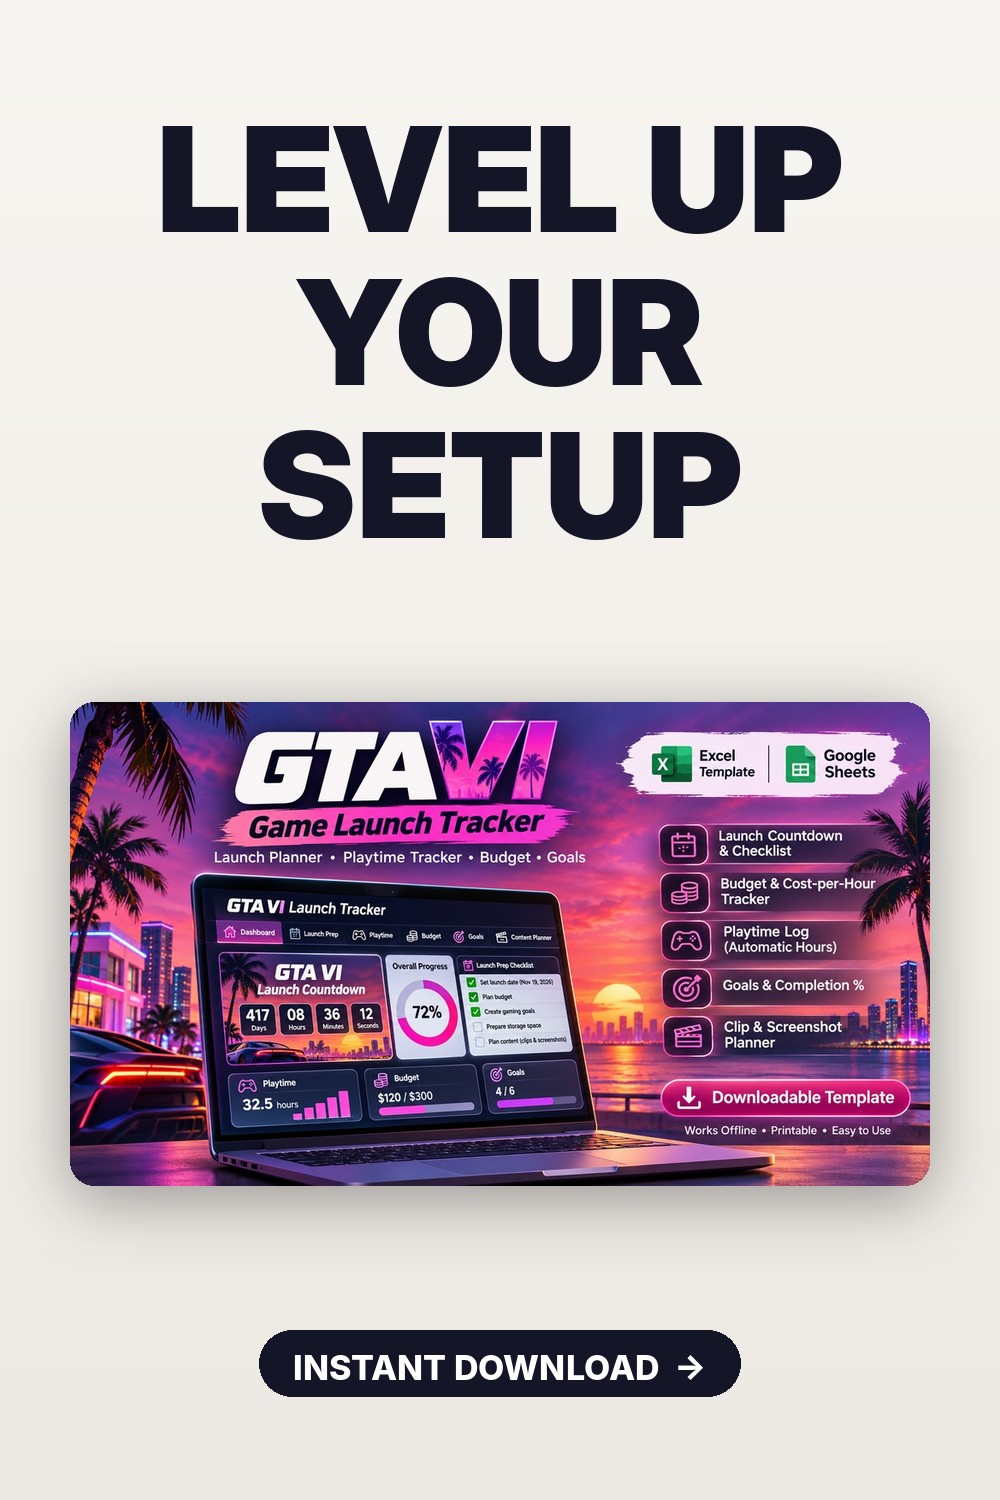 LEVEL UP
YOUR
SETUP
GTA VI
Game Launch Tracker
Launch Planner • Playtime Tracker • Budget • Goals
Excel
Template
Google
Sheets
Launch Countdown
& Checklist
Budget & Cost-per-Hour
Tracker
Playtime Log
(Automatic Hours)
Goals & Completion %
Clip & Screenshot
Planner
Downloadable Template
Works Offline • Printable • Easy to Use
GTA VI Launch Tracker
Dashboard
Launch Prep
Playtime
Budget
Goals
Content Planner
GTA VI
Launch Countdown
417
Days
08
Hours
36
Minutes
12
Seconds
Overall Progress
72%
Launch Prep Checklist
Set launch date (Nov 19, 2026)
Plan budget
Create gaming goals
Prepare storage space
Plan content (clips & screenshots)
Playtime
32.5 hours
Budget
$120 / $300
Goals
4 / 6
INSTANT DOWNLOAD →